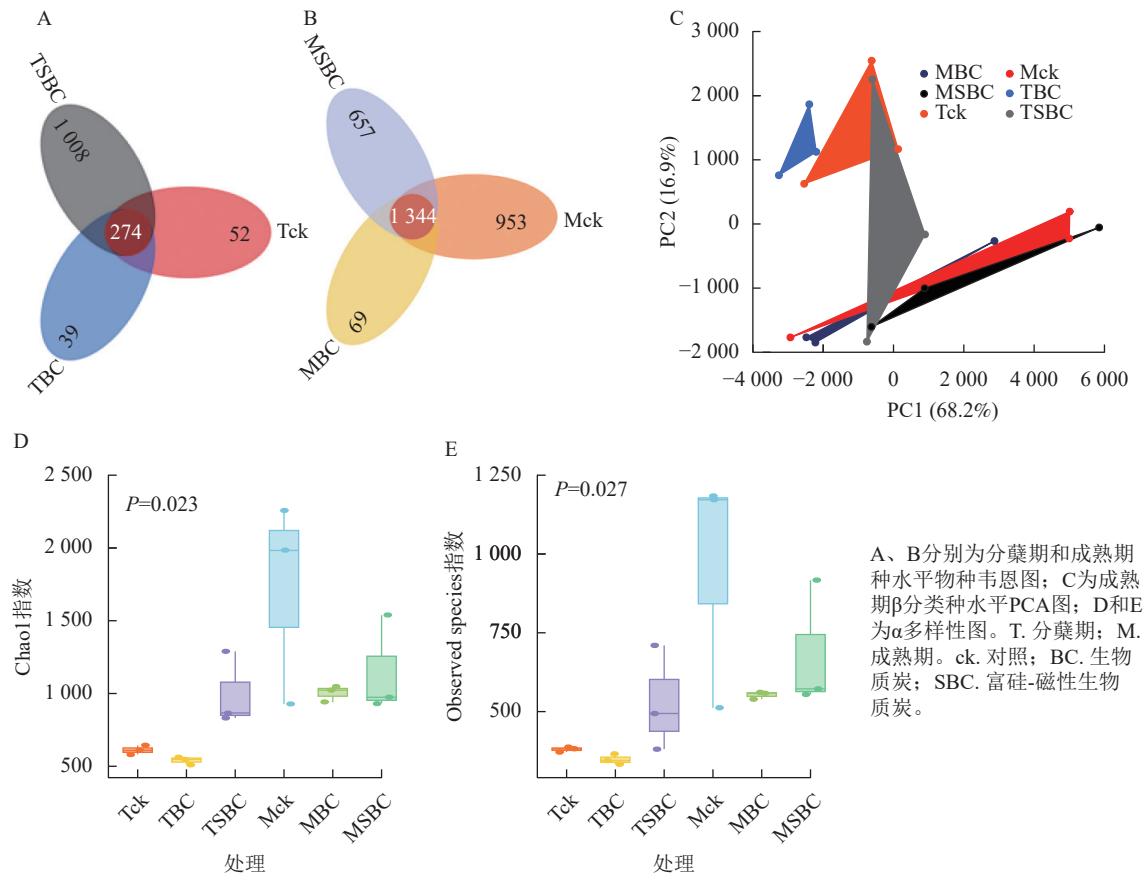 A
TSBC
1 008
274
52
Tck
39
TBC
B
MSBC
657
1 344
953
Mck
69
MBC
C
3 000
2 000
1 000
0
−1 000
−2 000
PC2 (16.9%)
MBC
Mck
MSBC
TBC
Tck
TSBC
−4 000
−2 000
0
2 000
4 000
6 000
PC1 (68.2%)
D
2 500
2 000
1 500
1 000
500
Chao1指数
P=0.023
Tck
TBC
TSBC
Mck
MBC
MSBC
处理
E
1 250
1 000
750
500
Observed species指数
P=0.027
Tck
TBC
TSBC
Mck
MBC
MSBC
处理
A、B分别为分蘖期和成熟期
种水平物种韦恩图；C为成熟
期β分类种水平PCA图；D和E
为α多样性图。T. 分蘖期；M.
成熟期。ck. 对照；BC. 生物
质炭；SBC. 富硅-磁性生物
质炭。